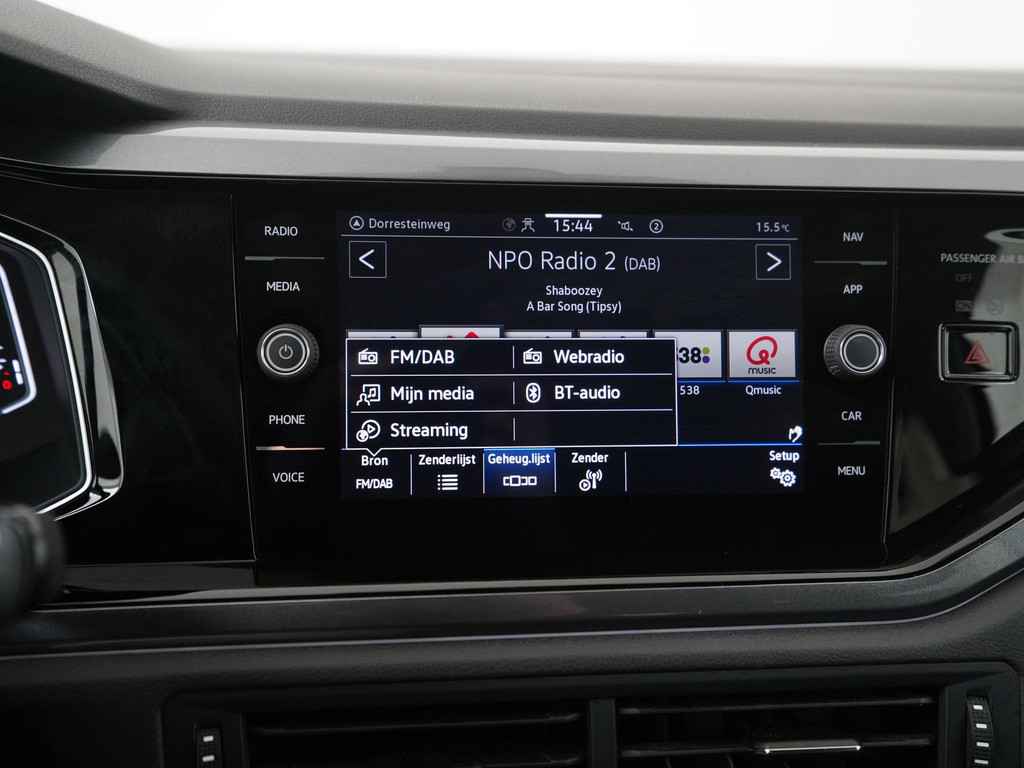 RADIO
MEDIA
PHONE
VOICE
Dorresteinweg
15:44
2
15.5°C
NPO Radio 2 (DAB)
Shaboozey
A Bar Song (Tipsy)
FM/DAB
Webradio
Mijn media
BT-audio
Streaming
38
538
MUSIC
Qmusic
Bron
FM/DAB
Zenderlijst
Geheug.lijst
Zender
Setup
NAV
APP
CAR
MENU
PASSENGER AIR B
OFF